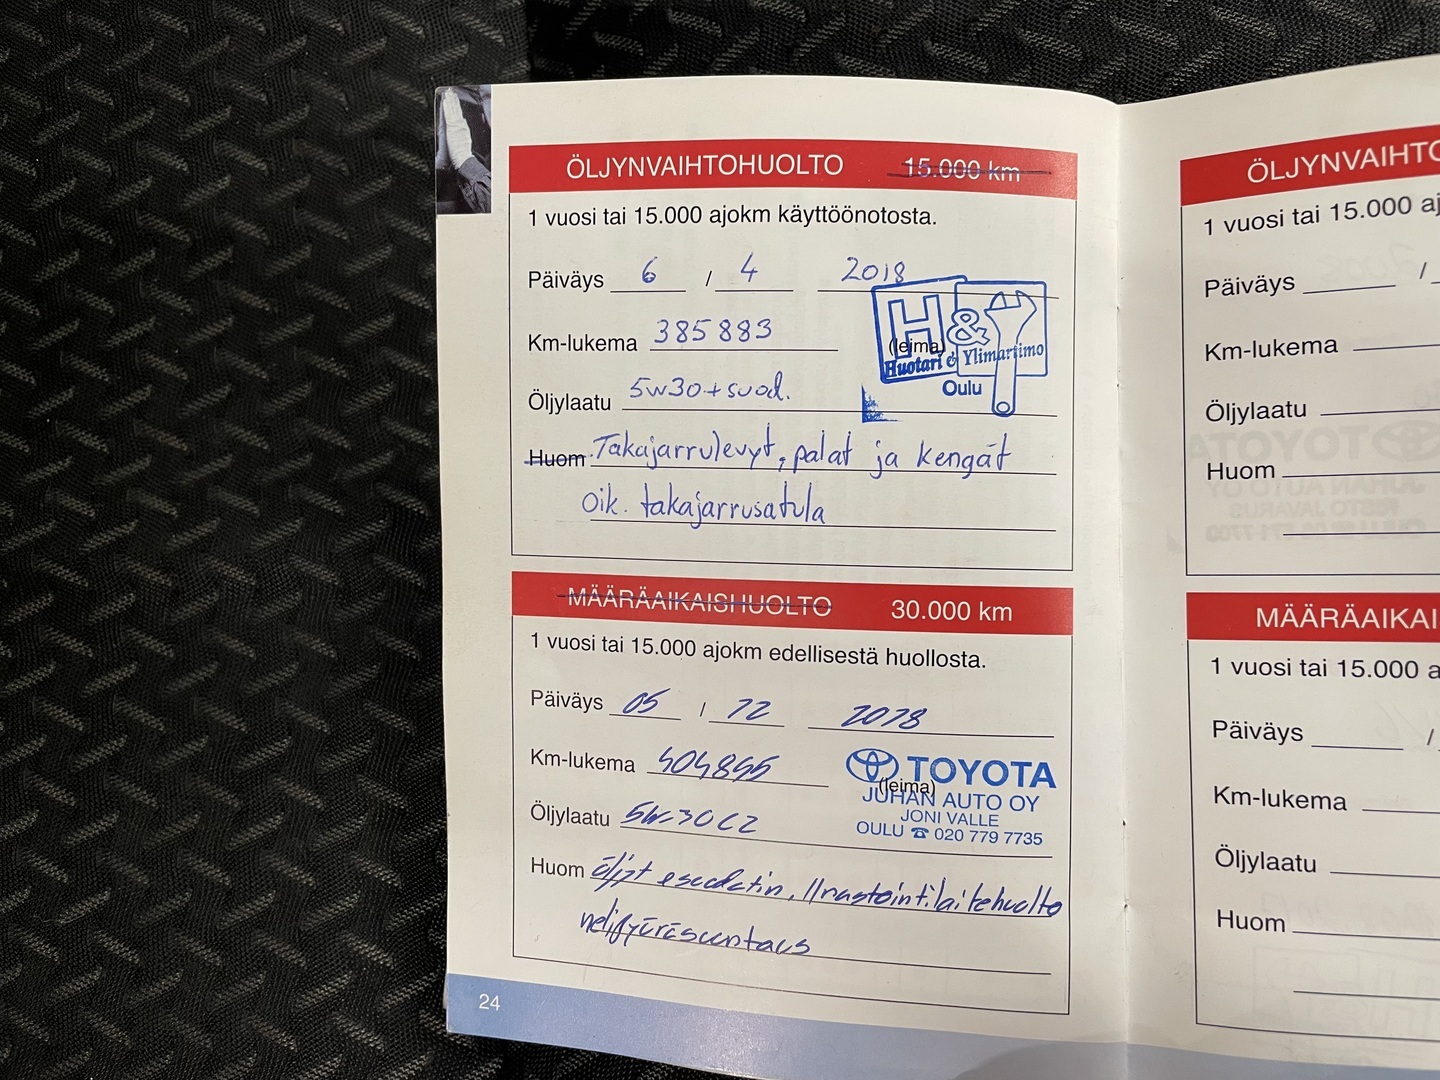 ÖLJYNVAIHTOHUOLTO 15.000 km
1 vuosi tai 15.000 ajokm käyttöönotosta.
Päiväys 6 / 4 2018
Km-lukema 385883
(leima)
H &
Huotari & Ylimartimo
Oulu
Öljylaatu 5w30+suod.
Huom Takajarrulevyt, palat ja kengät
oik. takajarrusatula
MÄÄRÄAIKAISHUOLTO 30.000 km
1 vuosi tai 15.000 ajokm edellisestä huollosta.
Päiväys 05 / 12 2018
Km-lukema
(leima)
TOYOTA
JUHAN AUTO OY
JONI VALLE
OULU ☎ 020 779 7735
Öljylaatu 5W30C2
Huom öljyt Ilmastointilaitehuolto
nelipyöräsuuntaus
24
ÖLJYNVAIHTO
1 vuosi tai 15.000 aj
Päiväys /
Km-lukema
Öljylaatu
Huom
MÄÄRÄAIKAI
1 vuosi tai 15.000 a
Päiväys /
Km-lukema
Öljylaatu
Huom